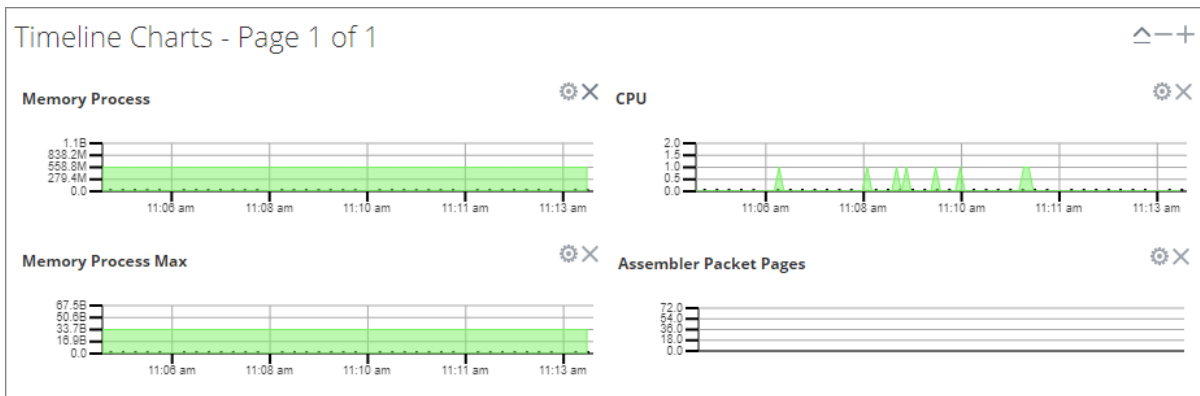 Timeline Charts - Page 1 of 1
Memory Process
1.1B
838.2M
558.8M
279.4M
0.0
11:06 am 11:08 am 11:10 am 11:11 am 11:13 am
CPU
2.0
1.5
1.0
0.5
0.0
11:06 am 11:08 am 11:10 am 11:11 am 11:13 am
Memory Process Max
67.5B
50.6B
33.7B
16.9B
0.0
11:06 am 11:08 am 11:10 am 11:11 am 11:13 am
Assembler Packet Pages
72.0
54.0
36.0
18.0
0.0